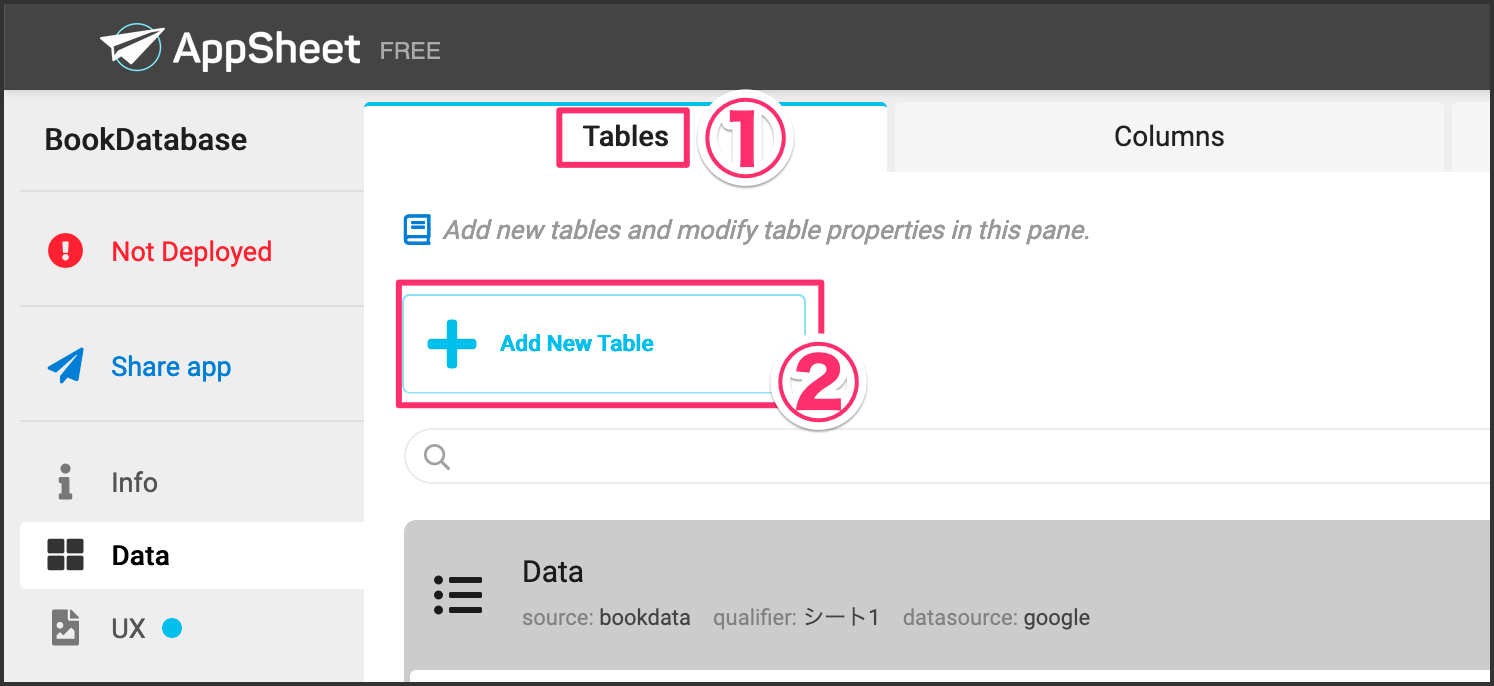 AppSheet FREE
BookDatabase
Tables ①
Columns
Not Deployed
Add new tables and modify table properties in this pane.
Share app
Add New Table
②
Info
Data
UX
Data
source: bookdata qualifier: シート1 datasource: google